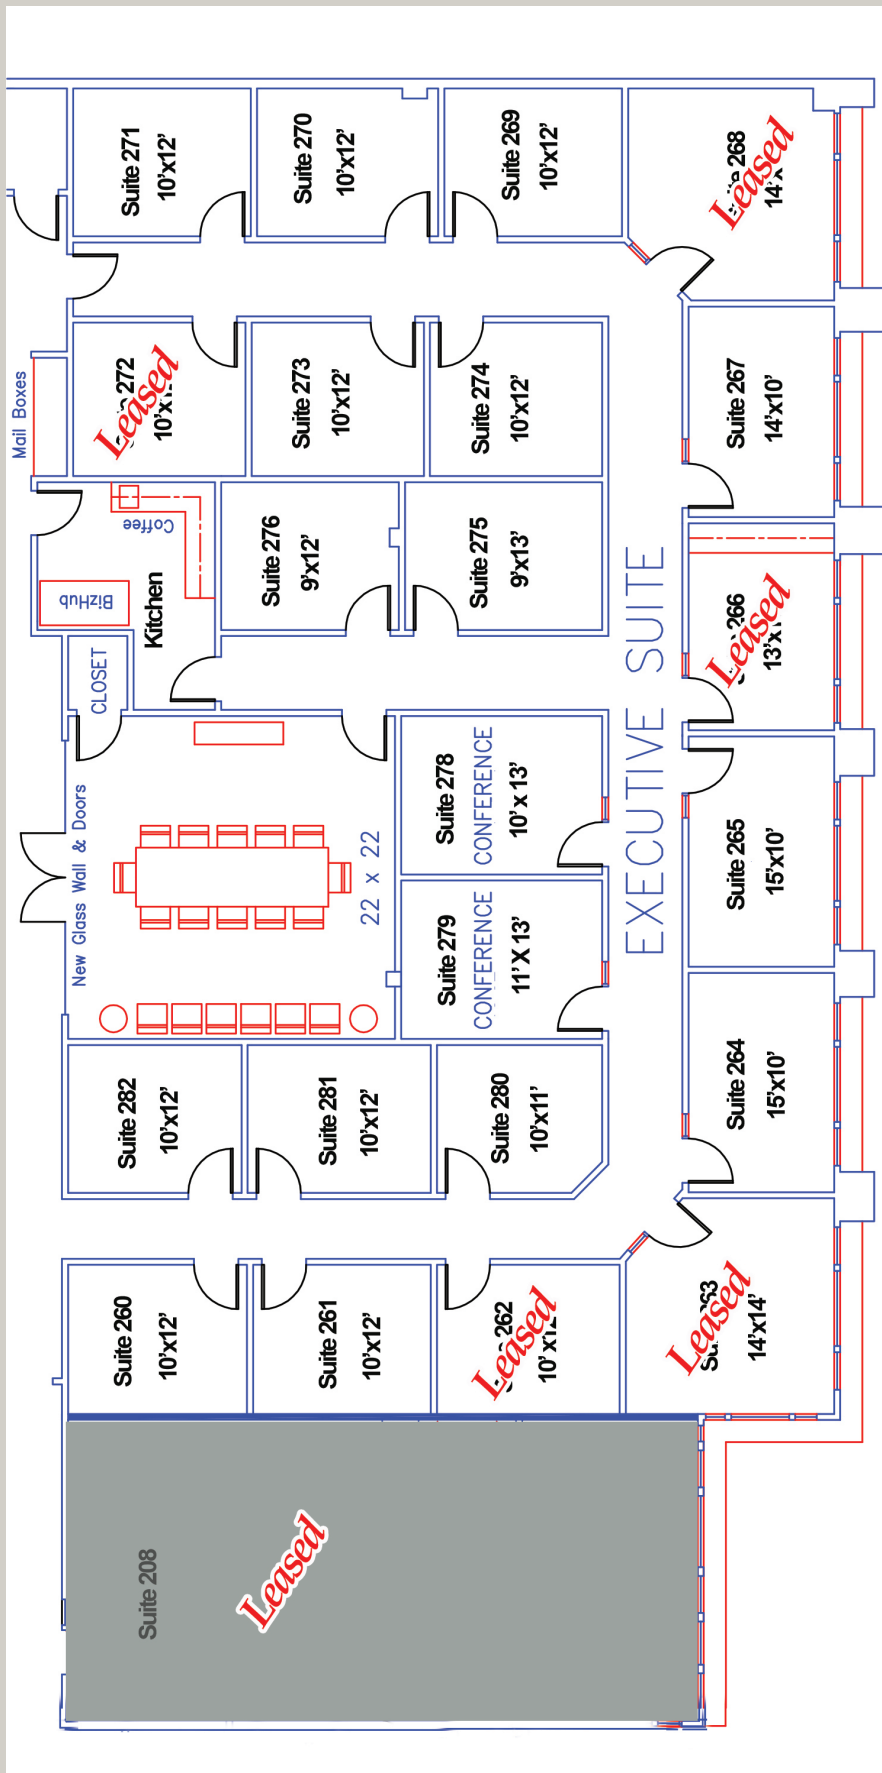 Suite 271
10'x12'
Suite 270
10'x12'
Suite 269
10'x12'
268
14'x
Leased
Mail Boxes
272
Leased
Suite 273
10'x12'
Suite 274
10'x12'
Suite 267
14'x10'
Coffee
BizHub
Kitchen
Suite 276
9'x12'
Suite 275
9'x13'
266
13'x
Leased
CLOSET
EXECUTIVE SUITE
New Glass Wall & Doors
22 x 22
Suite 278
CONFERENCE
10' x 13'
Suite 279
CONFERENCE
11' X 13'
Suite 265
15'x10'
Suite 264
15'x10'
Suite 282
10'x12'
Suite 281
10'x12'
Suite 280
10'x11'
Suite 260
10'x12'
Suite 261
10'x12'
262
Leased
14'x14'
Leased
Suite 208
Leased